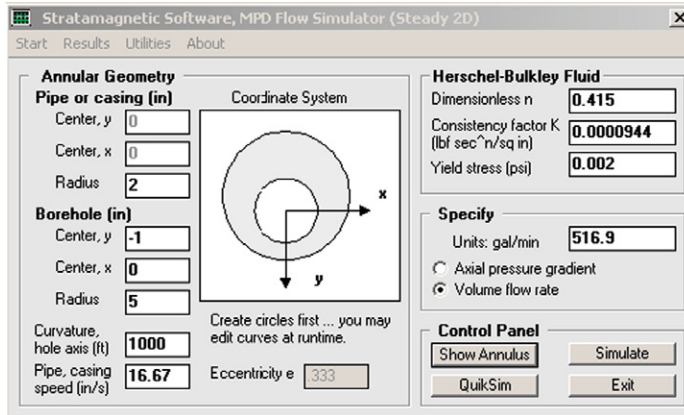 Stratamagnetic Software, MPD Flow Simulator (Steady 2D)
Start Results Utilities About
Annular Geometry
Pipe or casing (in)
Center, y 0
Center, x 0
Radius 2
Borehole (in)
Center, y -1
Center, x 0
Radius 5
Curvature,
hole axis (ft) 1000
Pipe, casing
speed (in/s) 16.67
Coordinate System
x
y
Create circles first ... you may
edit curves at runtime.
Eccentricity e .333
Herschel-Bulkley Fluid
Dimensionless n 0.415
Consistency factor K
(lbf sec^n/sq in) 0.0000944
Yield stress (psi) 0.002
Specify
Units: gal/min 516.9
Axial pressure gradient
Volume flow rate
Control Panel
Show Annulus Simulate
QuikSim Exit